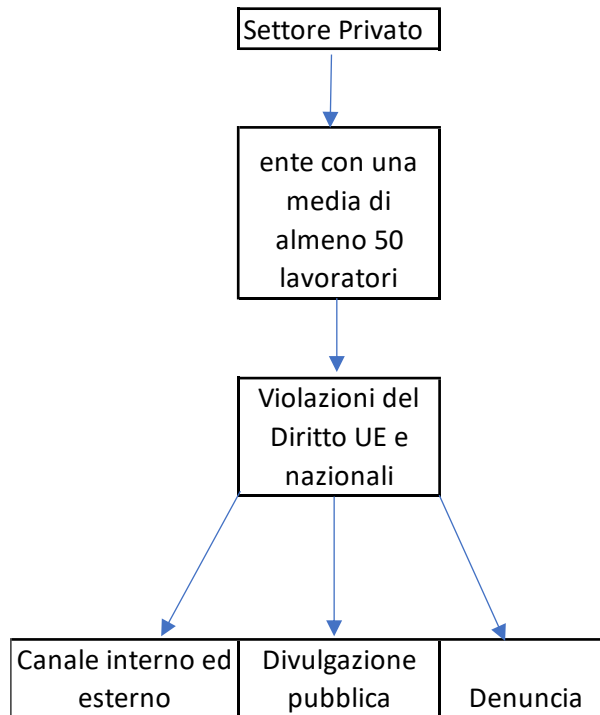 Settore Privato
ente con una
media di
almeno 50
lavoratori
Violazioni del
Diritto UE e
nazionali
Canale interno ed
esterno
Divulgazione
pubblica
Denuncia